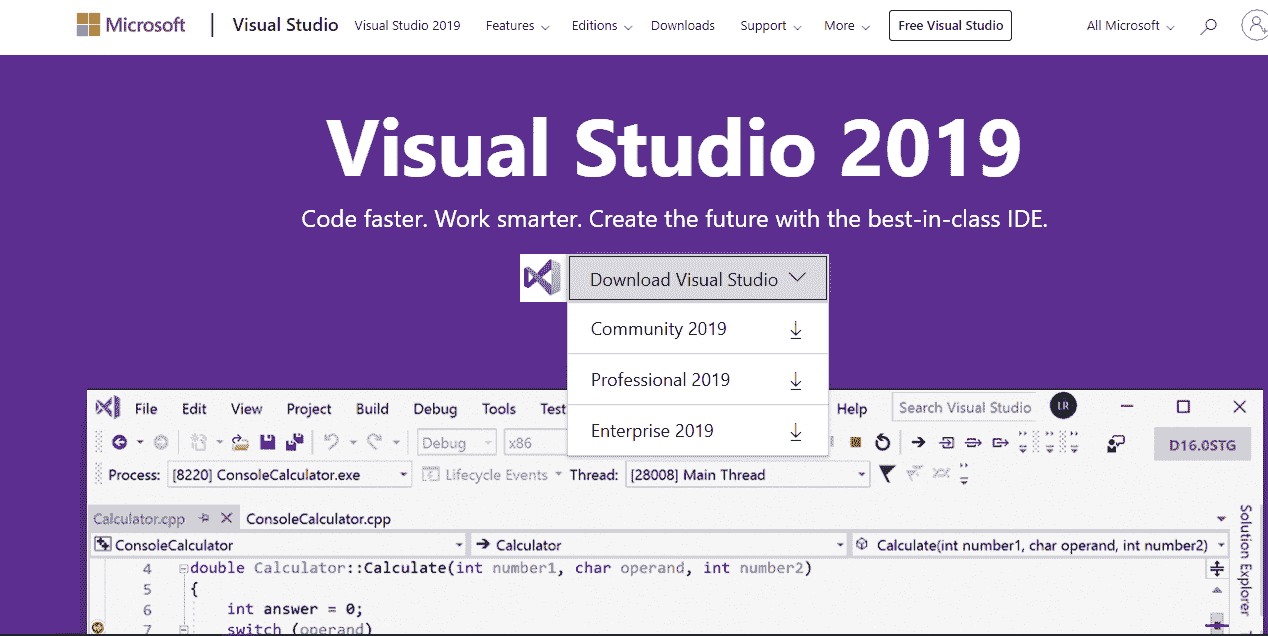 Microsoft Visual Studio Visual Studio 2019 Features Editions Downloads Support More Free Visual Studio All Microsoft
Visual Studio 2019
Code faster. Work smarter. Create the future with the best-in-class IDE.
Download Visual Studio
Community 2019
Professional 2019
Enterprise 2019
File Edit View Project Build Debug Tools Test Help Search Visual Studio LR
Debug x86 D16.0STG
Process: [8220] ConsoleCalculator.exe Lifecycle Events Thread: [28008] Main Thread
Calculator.cpp ConsoleCalculator.cpp
ConsoleCalculator Calculator Calculate(int number1, char operand, int number2)
Solution Explorer
4 double Calculator::Calculate(int number1, char operand, int number2)
5 {
6 int answer = 0;
7 switch (operand)